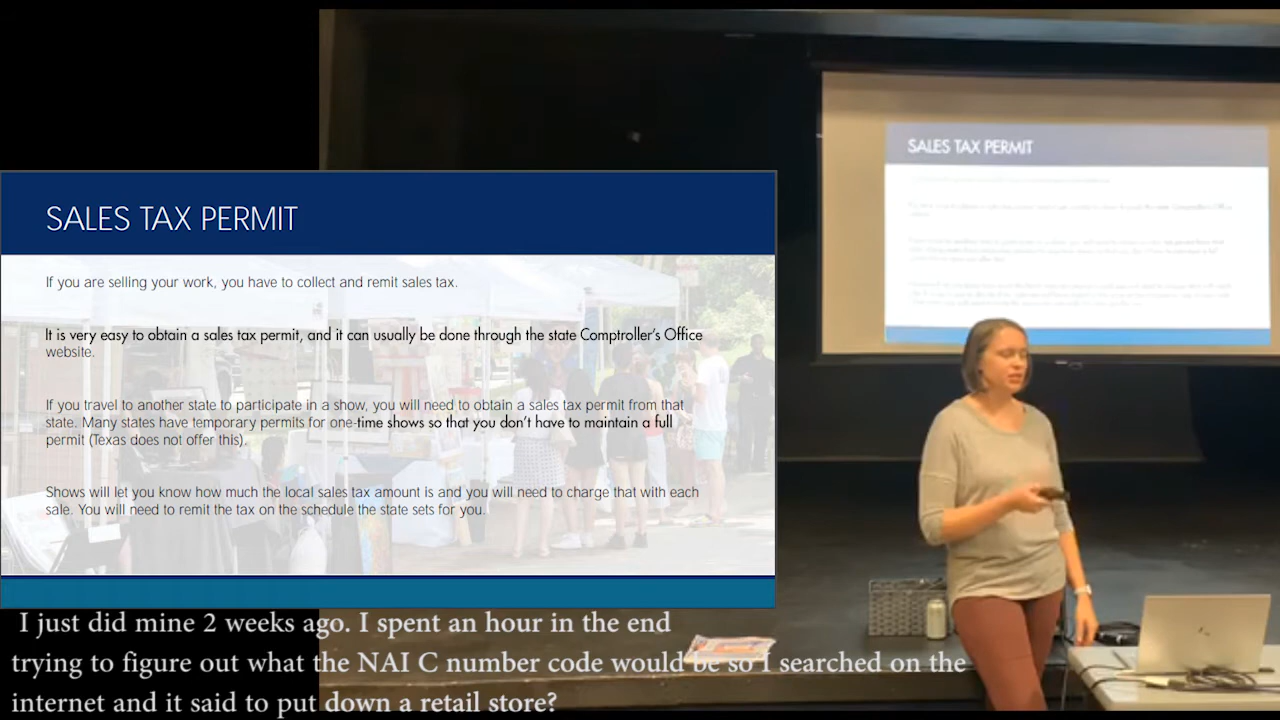 SALES TAX PERMIT
If you are selling your work, you have to collect and remit sales tax.
It is very easy to obtain a sales tax permit, and it can usually be done through the state Comptroller's Office
website.
If you travel to another state to participate in a show, you will need to obtain a sales tax permit from that
state. Many states have temporary permits for one-time shows so that you don't have to maintain a full
permit (Texas does not offer this).
Shows will let you know how much the local sales tax amount is and you will need to charge that with each
sale. You will need to remit the tax on the schedule the state sets for you.
SALES TAX PERMIT
I just did mine 2 weeks ago. I spent an hour in the end
trying to figure out what the NAI C number code would be so I searched on the
internet and it said to put down a retail store?